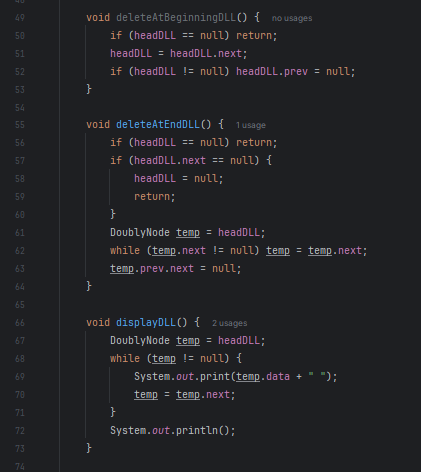 49 void deleteAtBeginningDLL() { no usages
50 if (headDLL == null) return;
51 headDLL = headDLL.next;
52 if (headDLL != null) headDLL.prev = null;
53 }
54
55 void deleteAtEndDLL() { 1 usage
56 if (headDLL == null) return;
57 if (headDLL.next == null) {
58 headDLL = null;
59 return;
60 }
61 DoublyNode temp = headDLL;
62 while (temp.next != null) temp = temp.next;
63 temp.prev.next = null;
64 }
65
66 void displayDLL() { 2 usages
67 DoublyNode temp = headDLL;
68 while (temp != null) {
69 System.out.print(temp.data + " ");
70 temp = temp.next;
71 }
72 System.out.println();
73 }
74